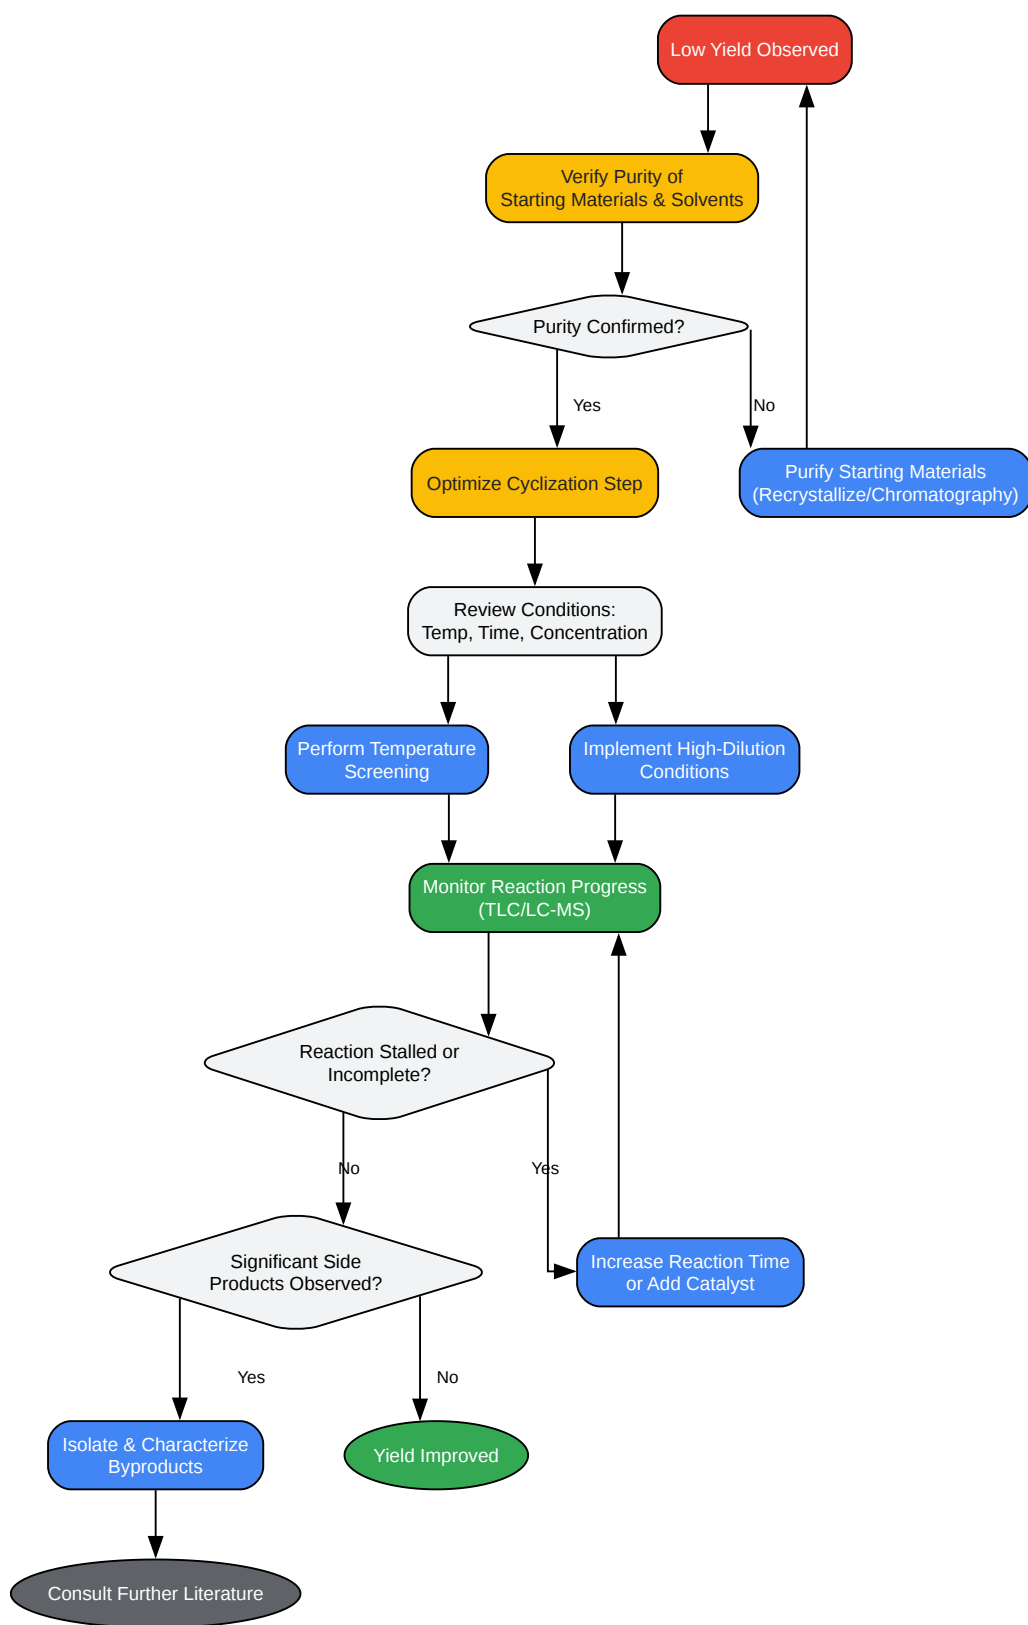 Low Yield Observed
Verify Purity of
Starting Materials & Solvents
Purity Confirmed?
Yes
No
Optimize Cyclization Step
Purify Starting Materials
(Recrystallize/Chromatography)
Review Conditions:
Temp, Time, Concentration
Perform Temperature
Screening
Implement High-Dilution
Conditions
Monitor Reaction Progress
(TLC/LC-MS)
Reaction Stalled or
Incomplete?
No
Yes
Significant Side
Products Observed?
Increase Reaction Time
or Add Catalyst
Yes
No
Isolate & Characterize
Byproducts
Yield Improved
Consult Further Literature